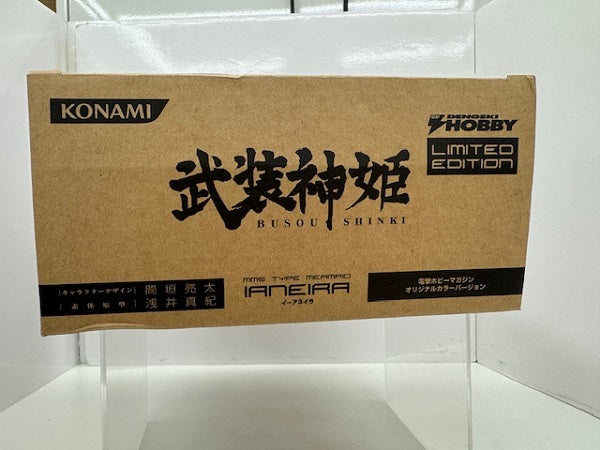 KONAMI
電撃 DENGEKI
HOBBY
LIMITED
EDITION
武装神姫
BUSOU SHINKI
[キャラクターデザイン] 間垣亮太
[素体原型] 浅井真紀
MMS TYPE MERMAID
IANEIRA
イーアネイラ
電撃ホビーマガジン
オリジナルカラーバージョン